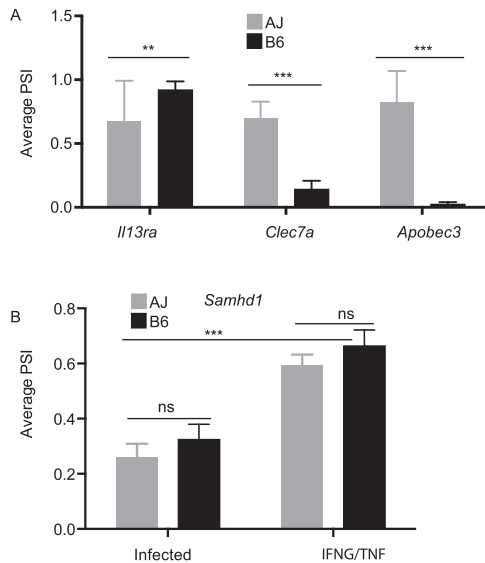 A
1.5
1.0
0.5
0.0
Average PSI
AJ
B6
**
***
***
Il13ra Clec7a Apobec3
B
Samhd1
AJ
B6
0.8
0.6
0.4
0.2
0.0
Average PSI
ns
***
ns
Infected IFNG/TNF